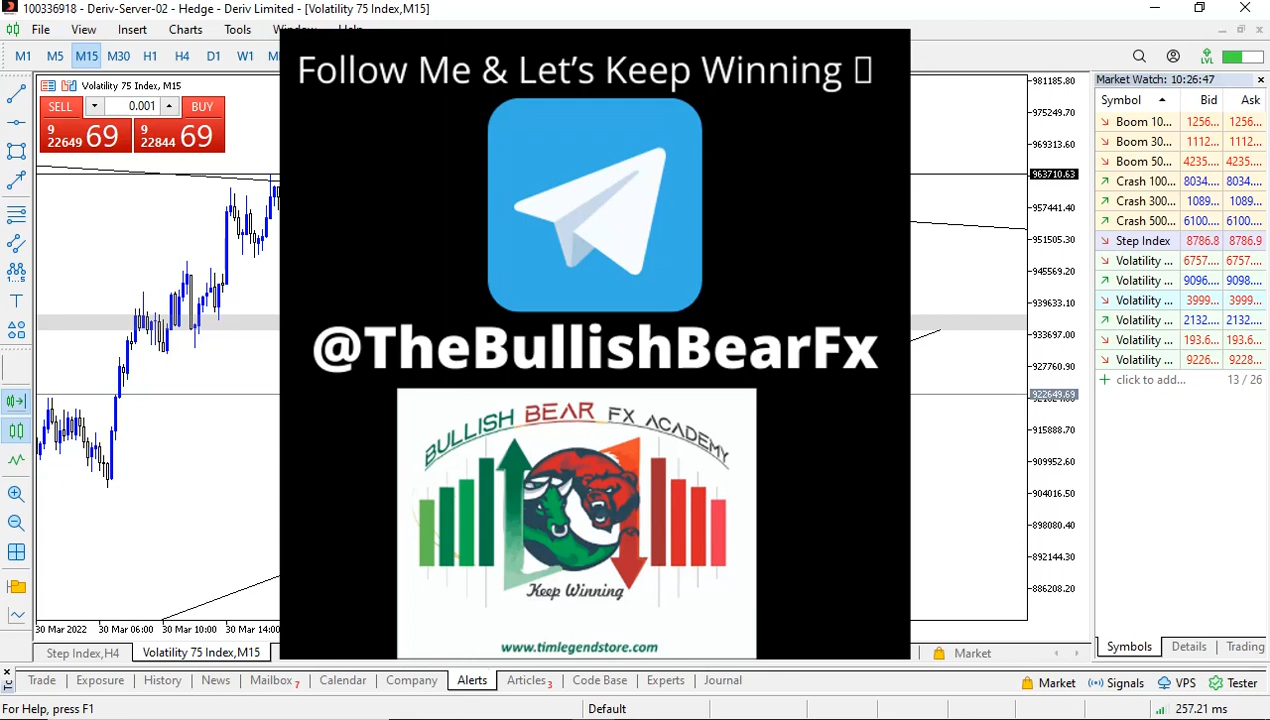 100336918 - Deriv-Server-02 - Hedge - Deriv Limited - [Volatility 75 Index,M15]
File View Insert Charts Tools Window Help
M1 M5 M15 M30 H1 H4 D1 W1
LVL
Volatility 75 Index, M15
SELL 0.001 BUY
9 22649 69 9 22844 69
Follow Me & Let’s Keep Winning
@TheBullishBearFx
BULLISH BEAR FX ACADEMY
Keep Winning
www.timlegendstore.com
981185.80
975249.70
969313.60
963710.63
957441.40
951505.30
945569.20
939633.10
933697.00
927760.90
922649.69
915888.70
909952.60
904016.50
898080.40
892144.30
886208.20
30 Mar 2022 30 Mar 06:00 30 Mar 10:00 30 Mar 14:00
Market Watch: 10:26:47
Symbol Bid Ask
Boom 10... 1256... 1256...
Boom 30... 1112... 1112...
Boom 50... 4235.... 4235....
Crash 100... 8034.... 8034....
Crash 300... 1089... 1089...
Crash 500... 6100.... 6100....
Step Index 8786.8 8786.9
Volatility ... 6757.... 6757....
Volatility ... 9096.... 9098....
Volatility ... 3999... 3999...
Volatility ... 2132.... 2132....
Volatility ... 193.6... 193.6...
Volatility ... 9226... 9228...
click to add... 13 / 26
Symbols Details Trading
Step Index,H4 Volatility 75 Index,M15 Market
Trade Exposure History News Mailbox 7 Calendar Company Alerts Articles 3 Code Base Experts Journal
Market Signals VPS Tester
For Help, press F1 Default 257.21 ms